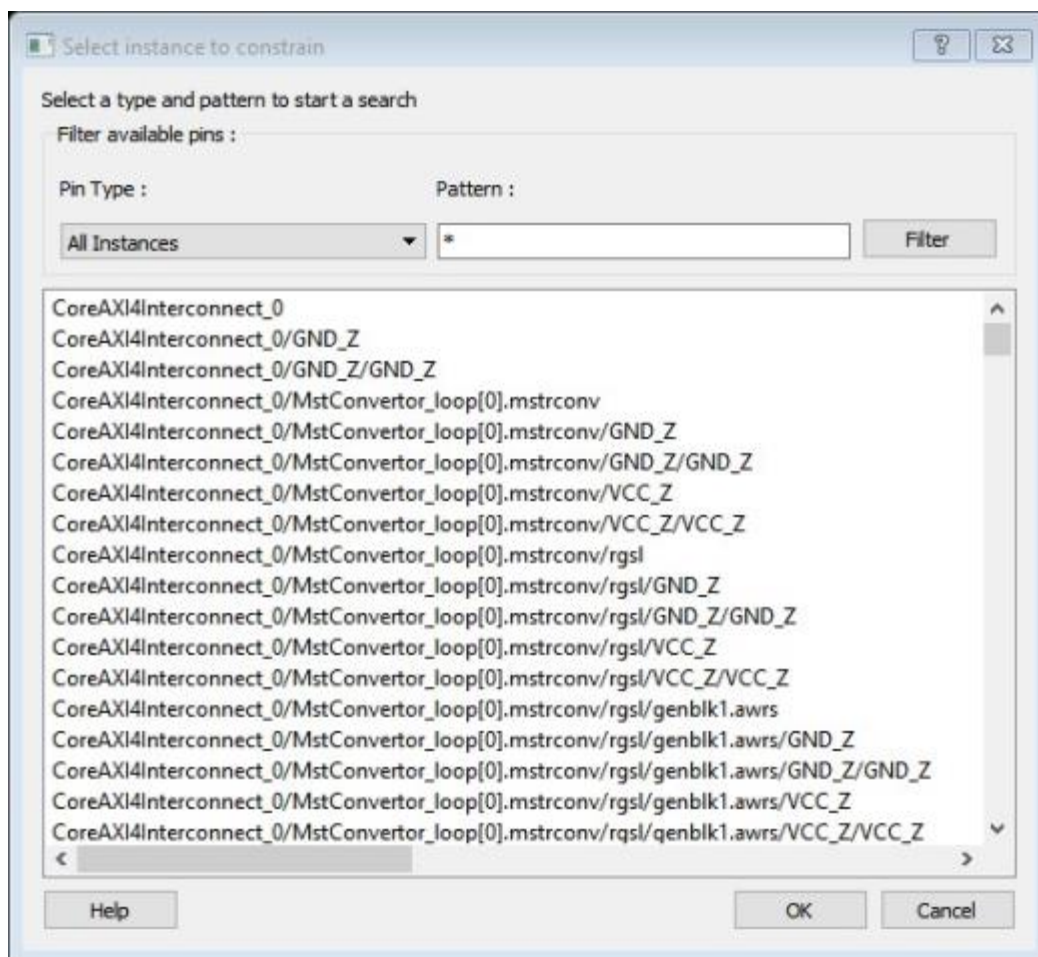 Select instance to constrain
Select a type and pattern to start a search
Filter available pins :
Pin Type : Pattern :
All Instances * Filter
CoreAXI4Interconnect_0
CoreAXI4Interconnect_0/GND_Z
CoreAXI4Interconnect_0/GND_Z/GND_Z
CoreAXI4Interconnect_0/MstConvertor_loop[0].mstrconv
CoreAXI4Interconnect_0/MstConvertor_loop[0].mstrconv/GND_Z
CoreAXI4Interconnect_0/MstConvertor_loop[0].mstrconv/GND_Z/GND_Z
CoreAXI4Interconnect_0/MstConvertor_loop[0].mstrconv/VCC_Z
CoreAXI4Interconnect_0/MstConvertor_loop[0].mstrconv/VCC_Z/VCC_Z
CoreAXI4Interconnect_0/MstConvertor_loop[0].mstrconv/rgsl
CoreAXI4Interconnect_0/MstConvertor_loop[0].mstrconv/rgsl/GND_Z
CoreAXI4Interconnect_0/MstConvertor_loop[0].mstrconv/rgsl/GND_Z/GND_Z
CoreAXI4Interconnect_0/MstConvertor_loop[0].mstrconv/rgsl/VCC_Z
CoreAXI4Interconnect_0/MstConvertor_loop[0].mstrconv/rgsl/VCC_Z/VCC_Z
CoreAXI4Interconnect_0/MstConvertor_loop[0].mstrconv/rgsl/genblk1.awrs
CoreAXI4Interconnect_0/MstConvertor_loop[0].mstrconv/rgsl/genblk1.awrs/GND_Z
CoreAXI4Interconnect_0/MstConvertor_loop[0].mstrconv/rgsl/genblk1.awrs/GND_Z/GND_Z
CoreAXI4Interconnect_0/MstConvertor_loop[0].mstrconv/rgsl/genblk1.awrs/VCC_Z
CoreAXI4Interconnect_0/MstConvertor_loop[0].mstrconv/rgsl/genblk1.awrs/VCC_Z/VCC_Z
Help OK Cancel